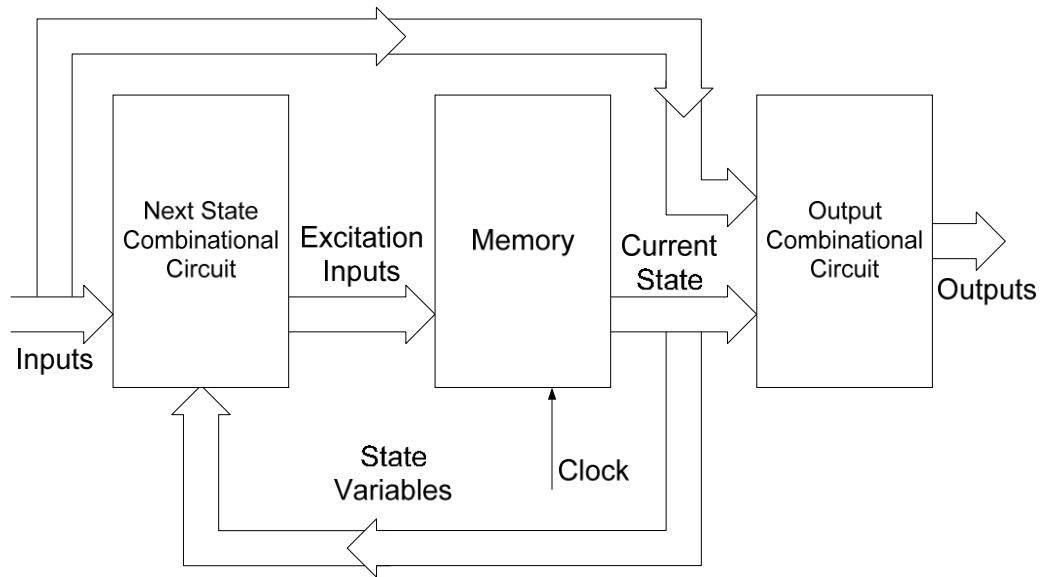 Next State
Combinational
Circuit
Excitation
Inputs
Memory
Current
State
Output
Combinational
Circuit
Outputs
Inputs
State
Variables
Clock